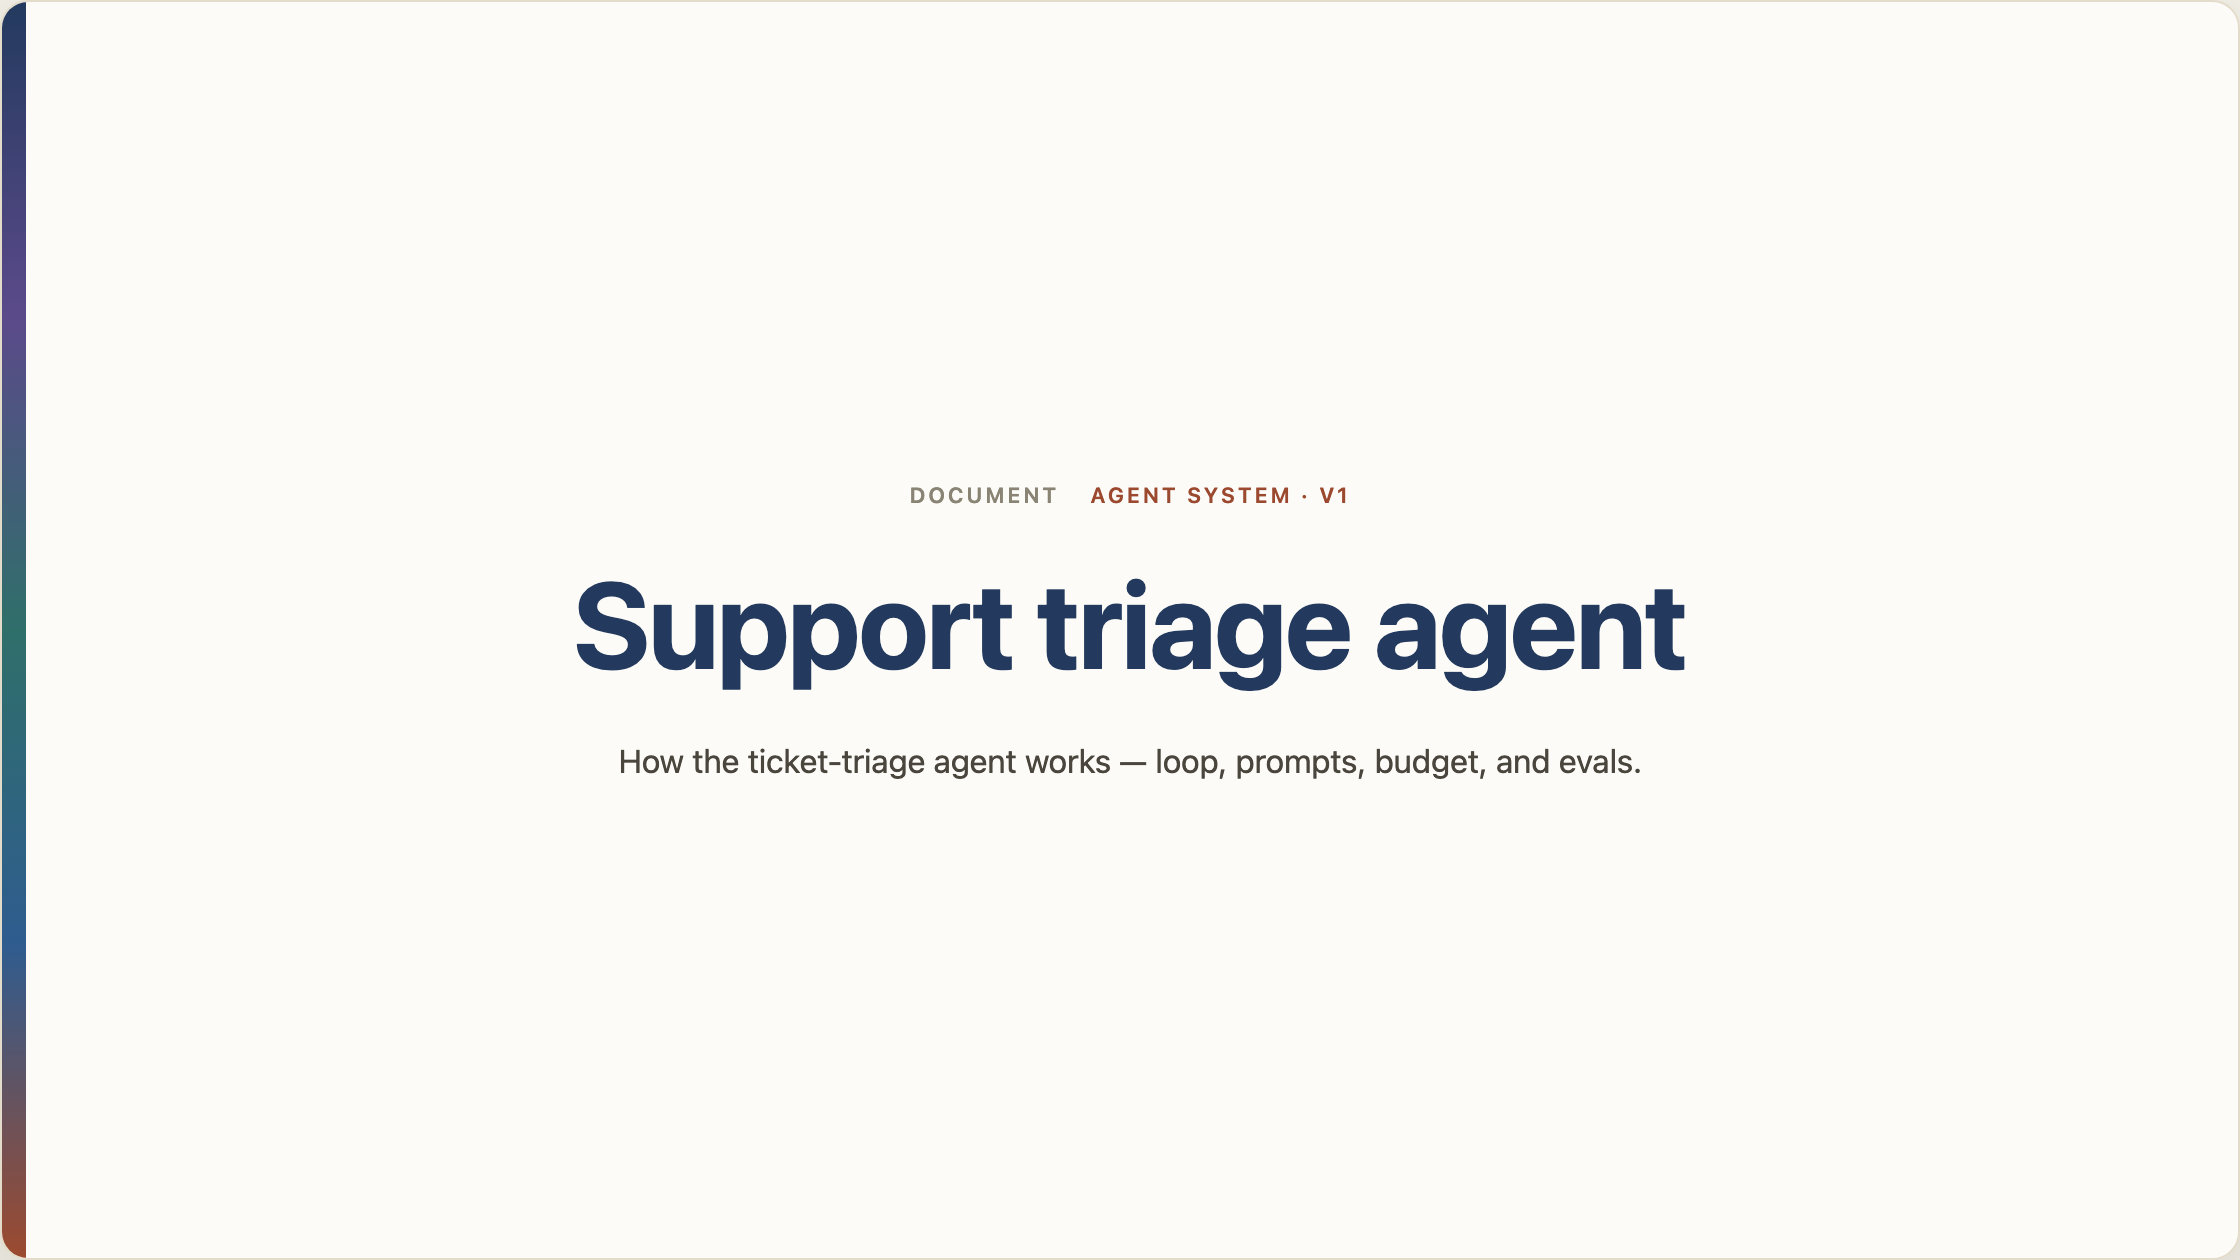 DOCUMENT AGENT SYSTEM · V1
Support triage agent
How the ticket-triage agent works — loop, prompts, budget, and evals.